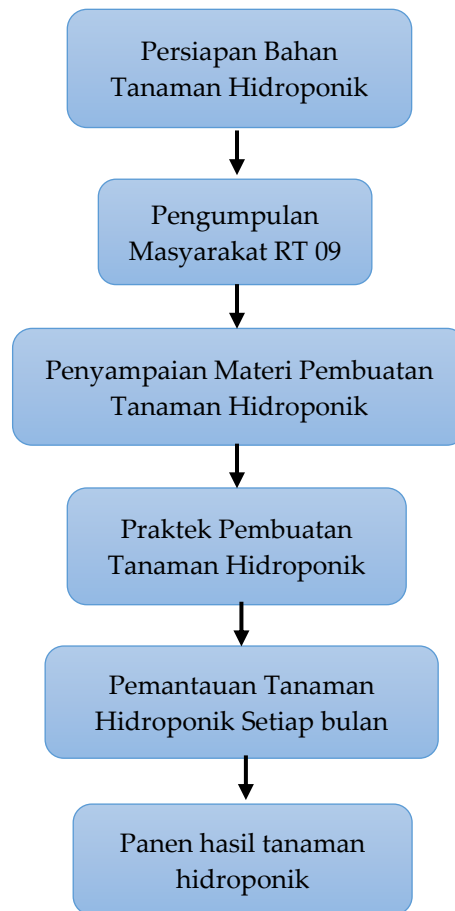 Persiapan Bahan
Tanaman Hidroponik
Pengumpulan
Masyarakat RT 09
Penyampaian Materi Pembuatan
Tanaman Hidroponik
Praktek Pembuatan
Tanaman Hidroponik
Pemantauan Tanaman
Hidroponik Setiap bulan
Panen hasil tanaman
hidroponik